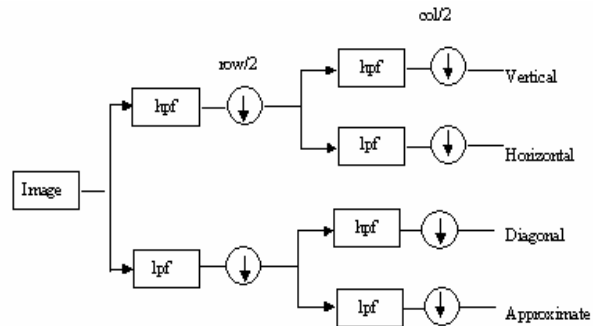 col/2
row/2
hpf
Vertical
hpf
lpf
Horizontal
Image
hpf
Diagonal
lpf
lpf
Approximate